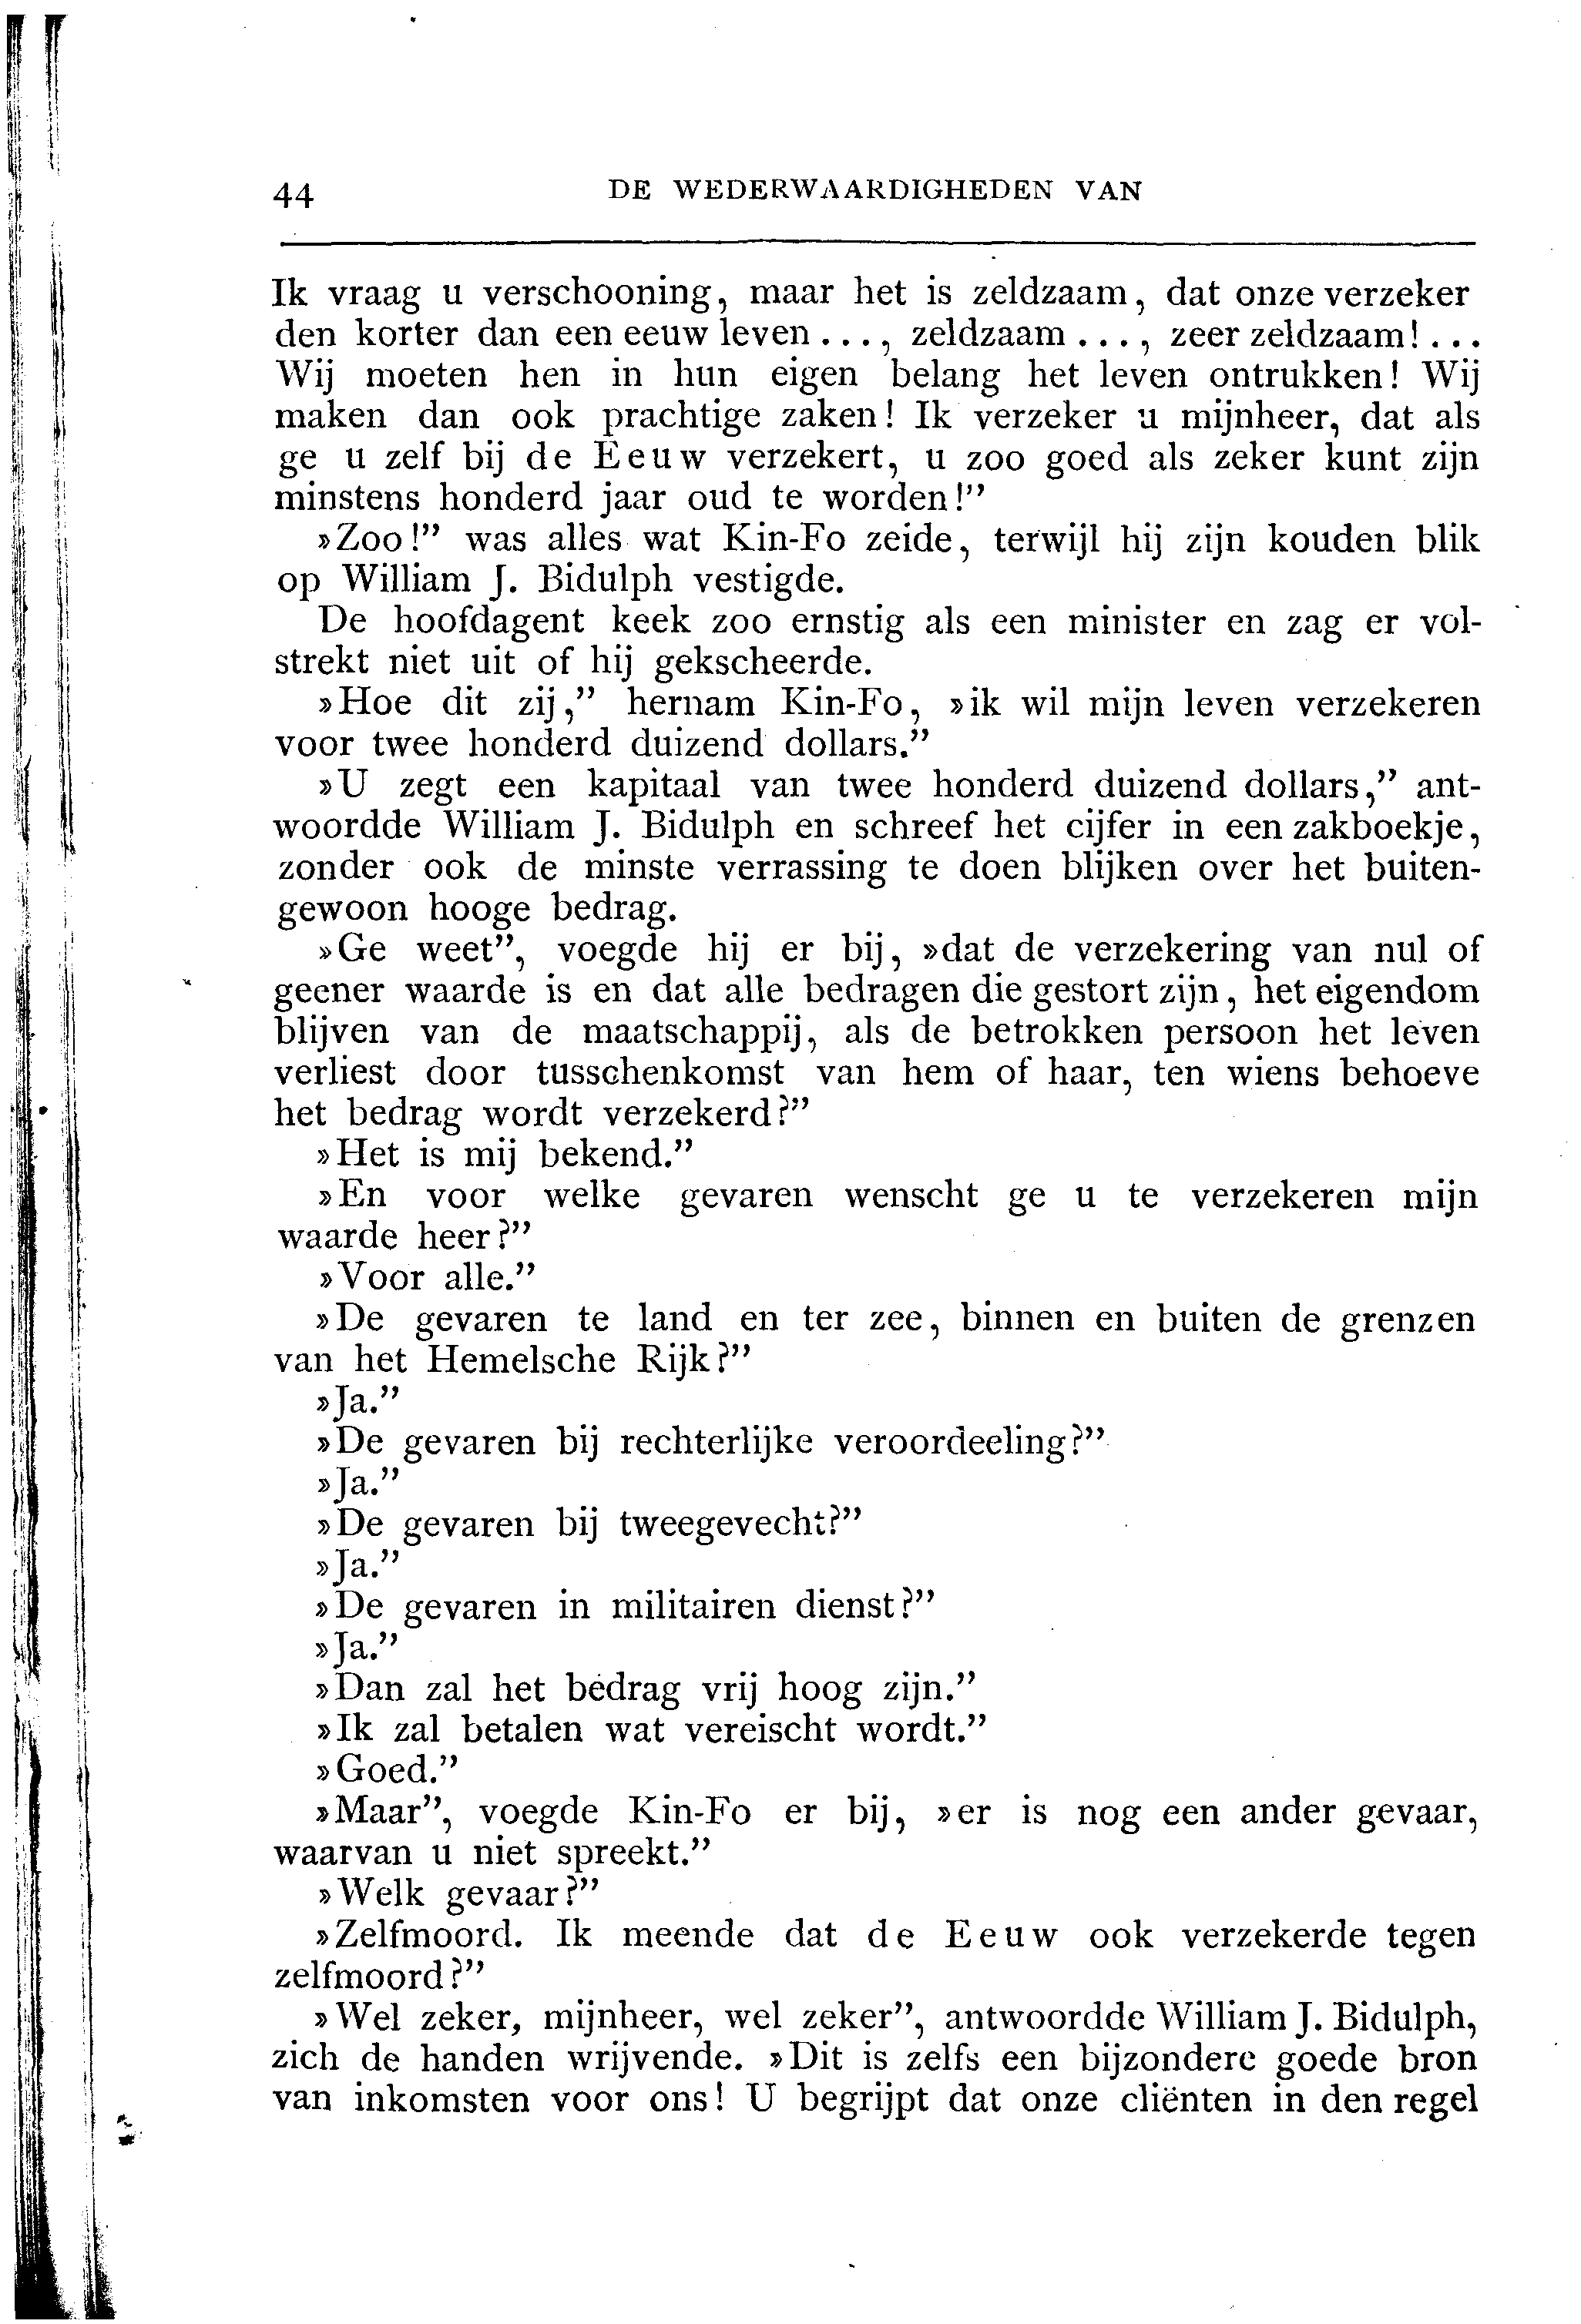 44
DE WEDERWAARDIGHEDEN VAN
Ik vraag u verschooning, maar het is zeldzaam, dat onze verzeker
den korter dan een eeuw leven ..., zeldzaam ..., zeer zeldzaam! ...
Wij moeten hen in hun eigen belang het leven ontrukken! Wij
maken dan ook prachtige zaken! Ik verzeker u mijnheer, dat als
ge u zelf bij de Eeuw verzekert, u zoo goed als zeker kunt zijn
minstens honderd jaar oud te worden!”
»Zoo!” was alles wat Kin-Fo zeide, terwijl hij zijn kouden blik
op William J. Bidulph vestigde.
De hoofdagent keek zoo ernstig als een minister en zag er vol-
strekt niet uit of hij gekscheerde.
»Hoe dit zij,” hernam Kin-Fo, »ik wil mijn leven verzekeren
voor twee honderd duizend dollars.”
»U zegt een kapitaal van twee honderd duizend dollars,” ant-
woordde William J. Bidulph en schreef het cijfer in een zakboekje,
zonder ook de minste verrassing te doen blijken over het buiten-
gewoon hooge bedrag.
»Ge weet”, voegde hij er bij, »dat de verzekering van nul of
geener waarde is en dat alle bedragen die gestort zijn, het eigendom
blijven van de maatschappij, als de betrokken persoon het leven
verliest door tusschenkomst van hem of haar, ten wiens behoeve
het bedrag wordt verzekerd?”
»Het is mij bekend.”
»En voor welke gevaren wenscht ge u te verzekeren mijn
waarde heer?”
»Voor alle.”
»De gevaren te land en ter zee, binnen en buiten de grenzen
van het Hemelsche Rijk?”
»Ja.”
»De gevaren bij rechterlijke veroordeeling?”
»Ja.”
»De gevaren bij tweegevecht?”
»Ja.”
»De gevaren in militairen dienst?”
»Ja.”
»Dan zal het bedrag vrij hoog zijn.”
»Ik zal betalen wat vereischt wordt.”
»Goed.”
»Maar”, voegde Kin-Fo er bij, »er is nog een ander gevaar,
waarvan u niet spreekt.”
»Welk gevaar?”
»Zelfmoord. Ik meende dat de Eeuw ook verzekerde tegen
zelfmoord?”
»Wel zeker, mijnheer, wel zeker”, antwoordde William J. Bidulph,
zich de handen wrijvende. »Dit is zelfs een bijzondere goede bron
van inkomsten voor ons! U begrijpt dat onze cliënten in den regel